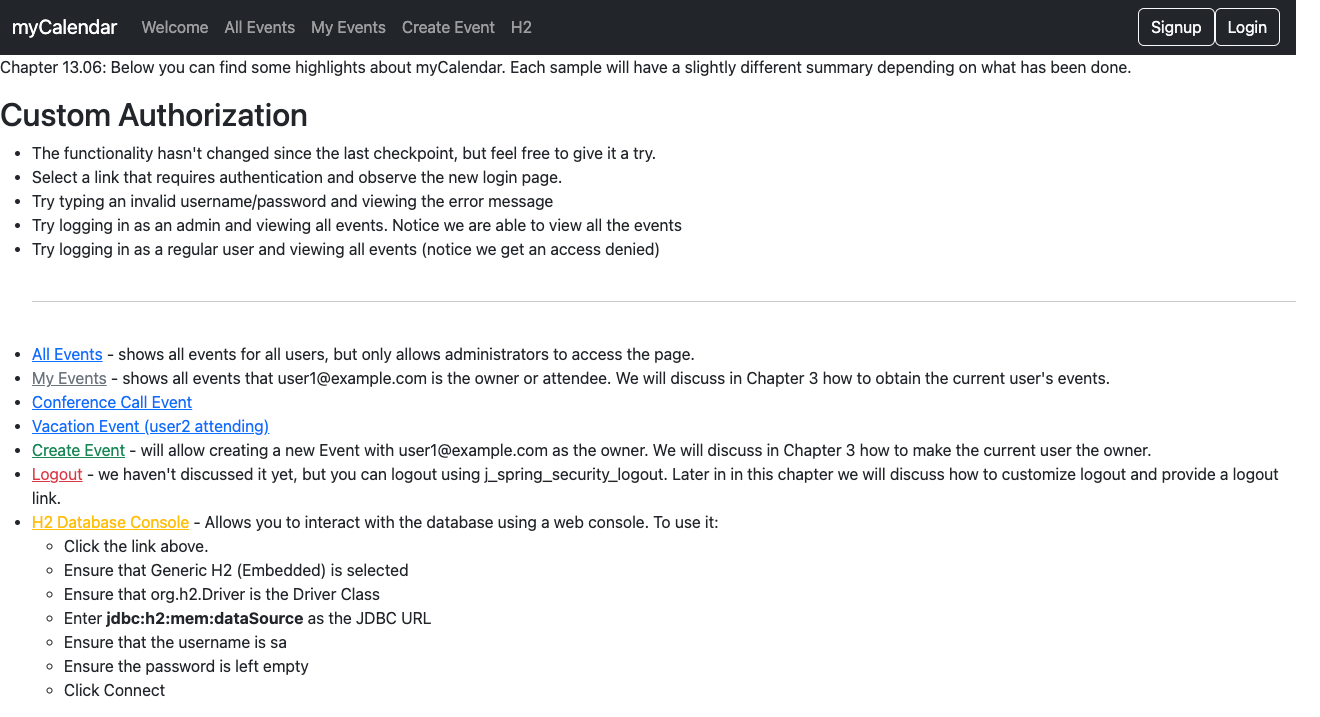 myCalendar Welcome All Events My Events Create Event H2 Signup Login
Chapter 13.06: Below you can find some highlights about myCalendar. Each sample will have a slightly different summary depending on what has been done.
Custom Authorization
• The functionality hasn't changed since the last checkpoint, but feel free to give it a try.
• Select a link that requires authentication and observe the new login page.
• Try typing an invalid username/password and viewing the error message
• Try logging in as an admin and viewing all events. Notice we are able to view all the events
• Try logging in as a regular user and viewing all events (notice we get an access denied)
• All Events - shows all events for all users, but only allows administrators to access the page.
• My Events - shows all events that user1@example.com is the owner or attendee. We will discuss in Chapter 3 how to obtain the current user's events.
• Conference Call Event
• Vacation Event (user2 attending)
• Create Event - will allow creating a new Event with user1@example.com as the owner. We will discuss in Chapter 3 how to make the current user the owner.
• Logout - we haven't discussed it yet, but you can logout using j_spring_security_logout. Later in in this chapter we will discuss how to customize logout and provide a logout
link.
• H2 Database Console - Allows you to interact with the database using a web console. To use it:
◦ Click the link above.
◦ Ensure that Generic H2 (Embedded) is selected
◦ Ensure that org.h2.Driver is the Driver Class
◦ Enter jdbc:h2:mem:dataSource as the JDBC URL
◦ Ensure that the username is sa
◦ Ensure the password is left empty
◦ Click Connect